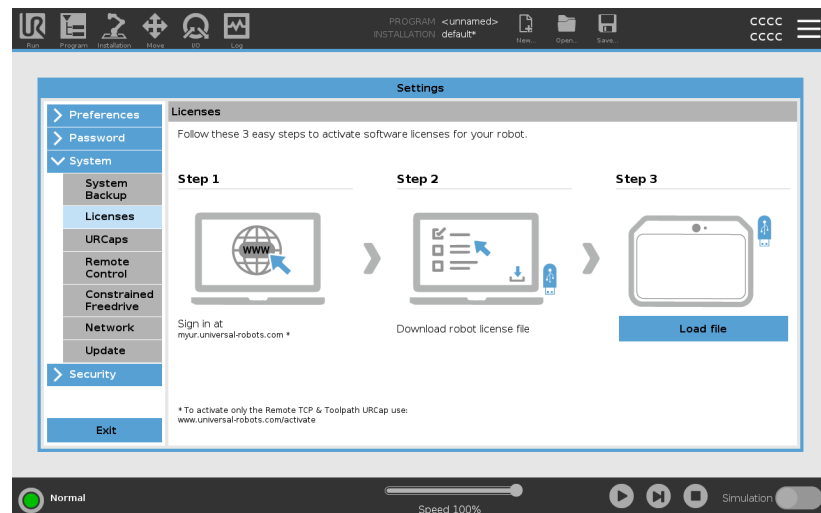 PROGRAM <unnamed>
INSTALLATION default*
UR
Run
Program
Installation
Move
I/O
Log
New...
Open...
Save...
CCCC
CCCC
Settings
Preferences
Password
System
System
Backup
Licenses
URCaps
Remote
Control
Constrained
Freedrive
Network
Update
Security
Exit
Licenses
Follow these 3 easy steps to activate software licenses for your robot.
Step 1
WWW
Sign in at
myur.universal-robots.com *
Step 2
Download robot license file
Step 3
Load file
* To activate only the Remote TCP & Toolpath URCap use:
www.universal-robots.com/activate
Normal
Speed 100%
Simulation